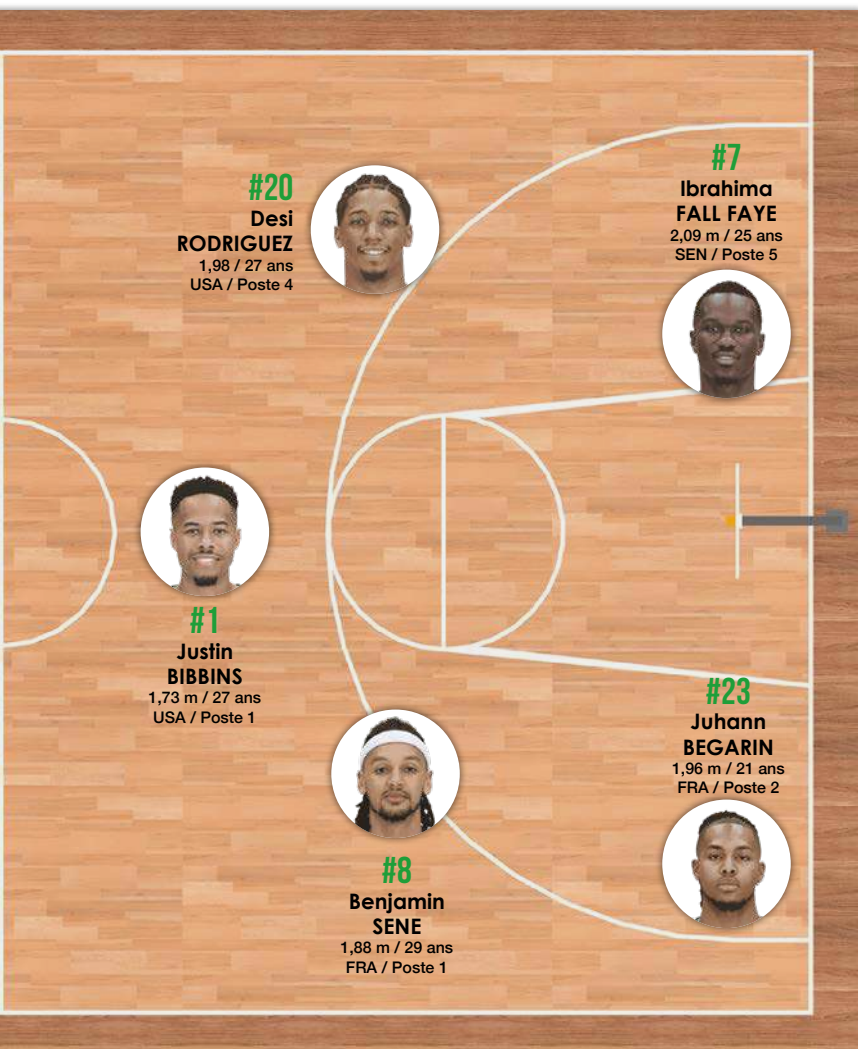 #20
Desi
RODRIGUEZ
1,98 / 27 ans
USA / Poste 4
#7
Ibrahima
FALL FAYE
2,09 m / 25 ans
SEN / Poste 5
#1
Justin
BIBBINS
1,73 m / 27 ans
USA / Poste 1
#23
Juhann
BEGARIN
1,96 m / 21 ans
FRA / Poste 2
#8
Benjamin
SENE
1,88 m / 29 ans
FRA / Poste 1